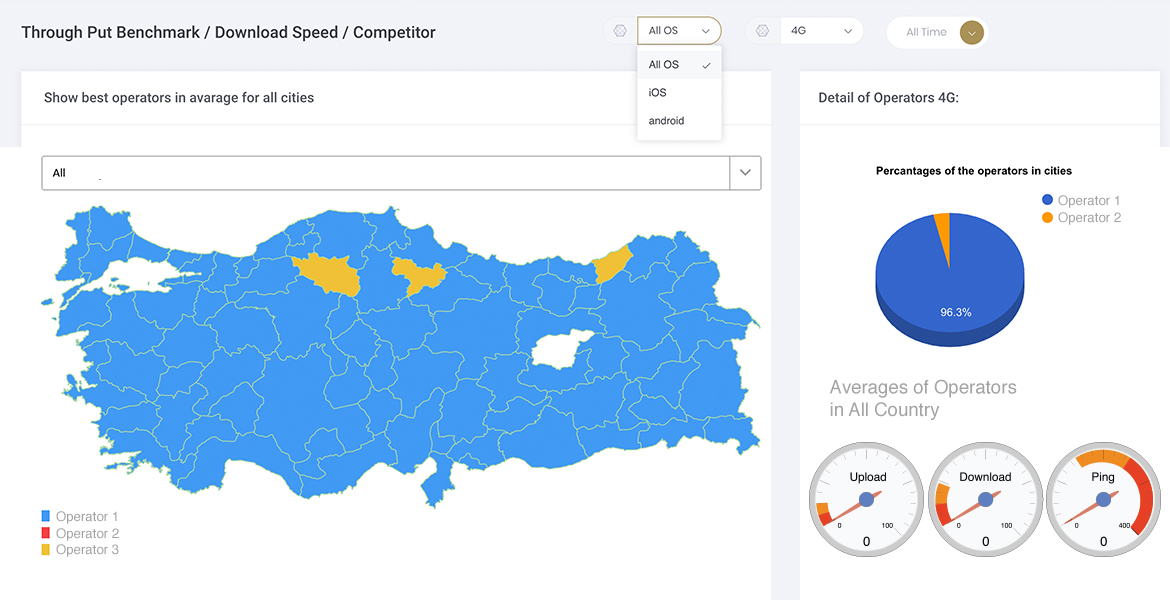 Through Put Benchmark / Download Speed / Competitor
All OS
4G
All Time
All OS
iOS
android
Show best operators in avarage for all cities
All
.
Operator 1
Operator 2
Operator 3
Detail of Operators 4G:
Percantages of the operators in cities
Operator 1
Operator 2
96.3%
Averages of Operators
in All Country
Upload
0
100
0
Download
0
100
0
Ping
0
400
0